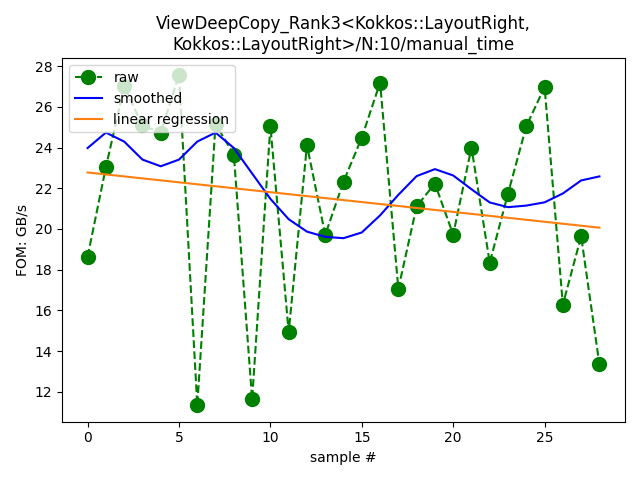 ViewDeepCopy_Rank3<Kokkos::LayoutRight,
Kokkos::LayoutRight>/N:10/manual_time
raw
smoothed
linear regression
FOM: GB/s
28
26
24
22
20
18
16
14
12
0
5
10
15
20
25
sample #